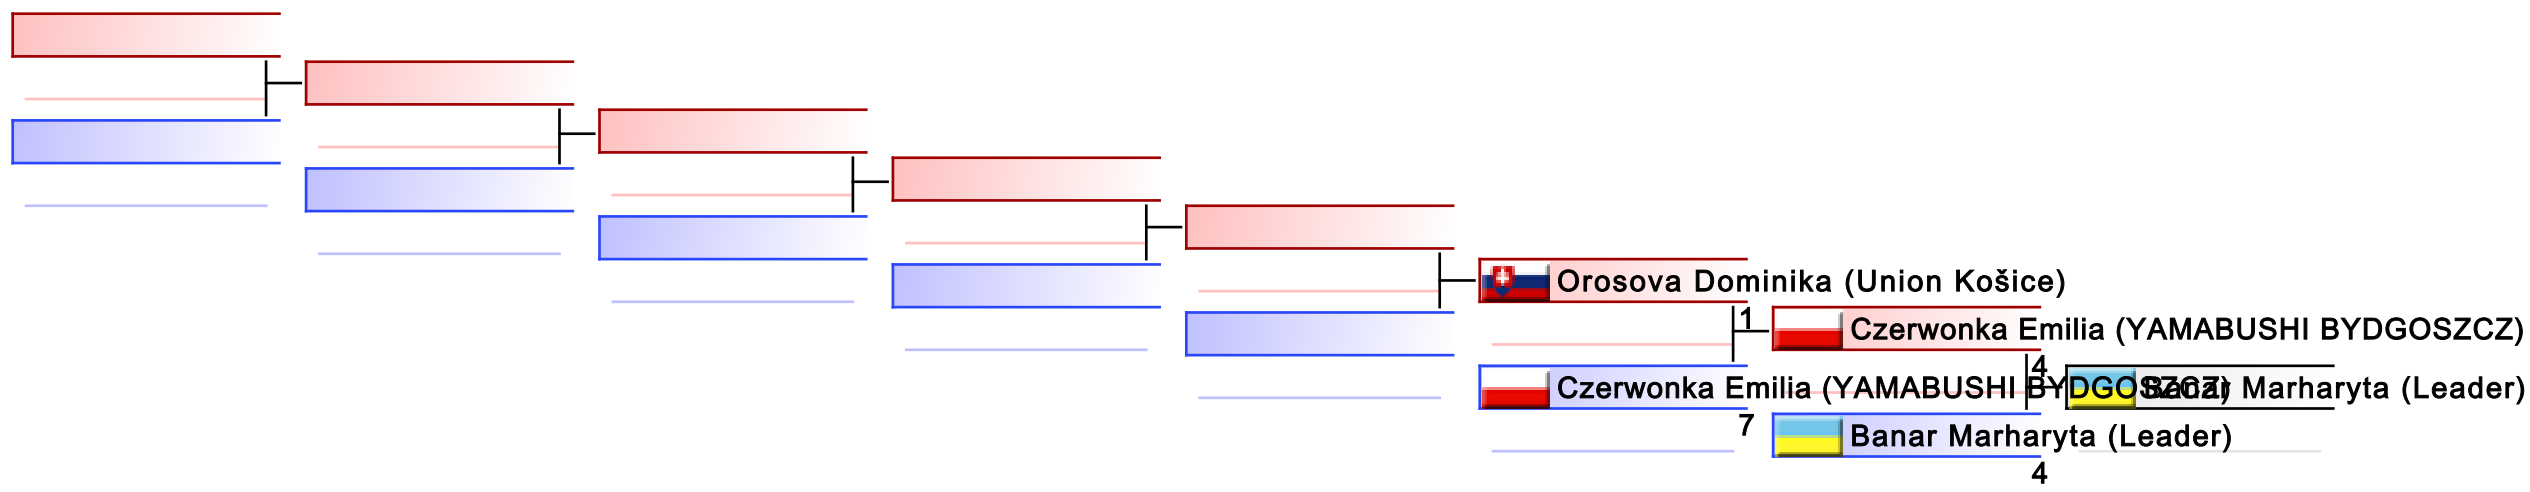 Orosova Dominika (Union Košice)
1
Czerwonka Emilia (YAMABUSHI BYDGOSZCZ)
4
Czerwonka Emilia (YAMABUSHI BYDGOSZCZ)
Banar Marharyta (Leader)
7
Banar Marharyta (Leader)
4